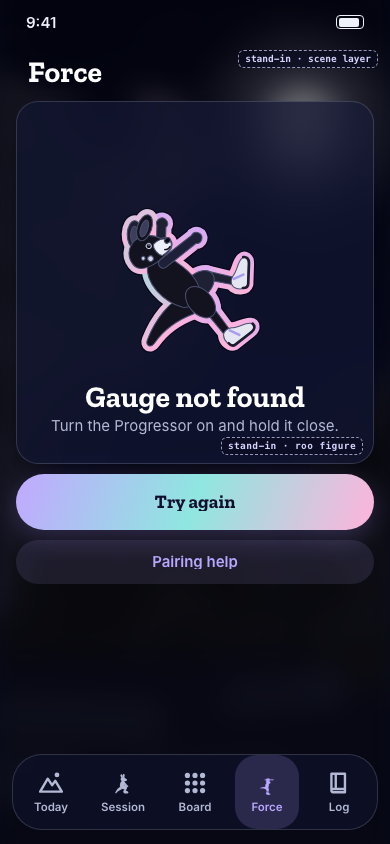 9:41
stand-in · scene layer
Force
Gauge not found
Turn the Progressor on and hold it close.
stand-in · roo figure
Try again
Pairing help
Today
Session
Board
Force
Log